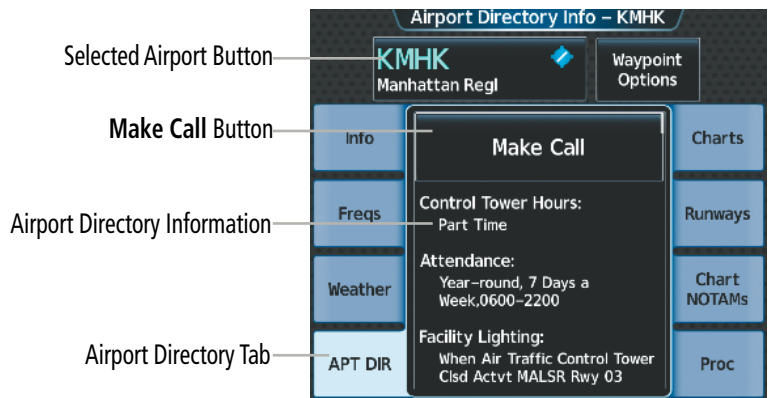 Airport Directory Info – KMHK
Selected Airport Button
KMHK
Manhattan Regl
Waypoint
Options
Make Call Button
Info
Make Call
Charts
Airport Directory Information
Freqs
Control Tower Hours:
Part Time
Runways
Weather
Attendance:
Year–round, 7 Days a
Week,0600–2200
Chart
NOTAMs
Airport Directory Tab
APT DIR
Facility Lighting:
When Air Traffic Control Tower
Clsd Actvt MALSR Rwy 03
Proc